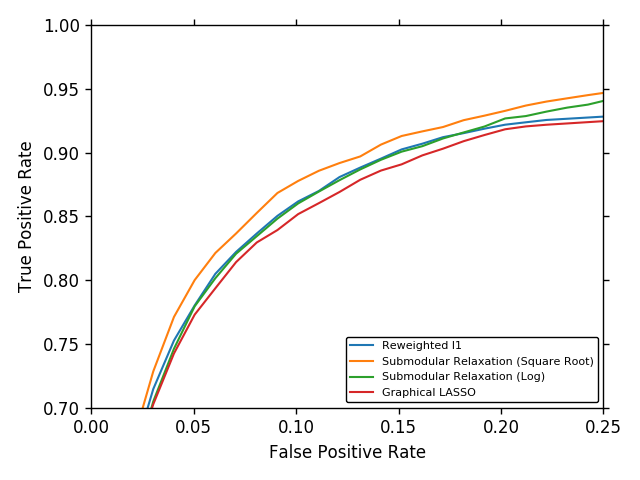 1.00
0.95
0.90
0.85
0.80
0.75
0.70
True Positive Rate
Reweighted l1
Submodular Relaxation (Square Root)
Submodular Relaxation (Log)
Graphical LASSO
0.00 0.05 0.10 0.15 0.20 0.25
False Positive Rate